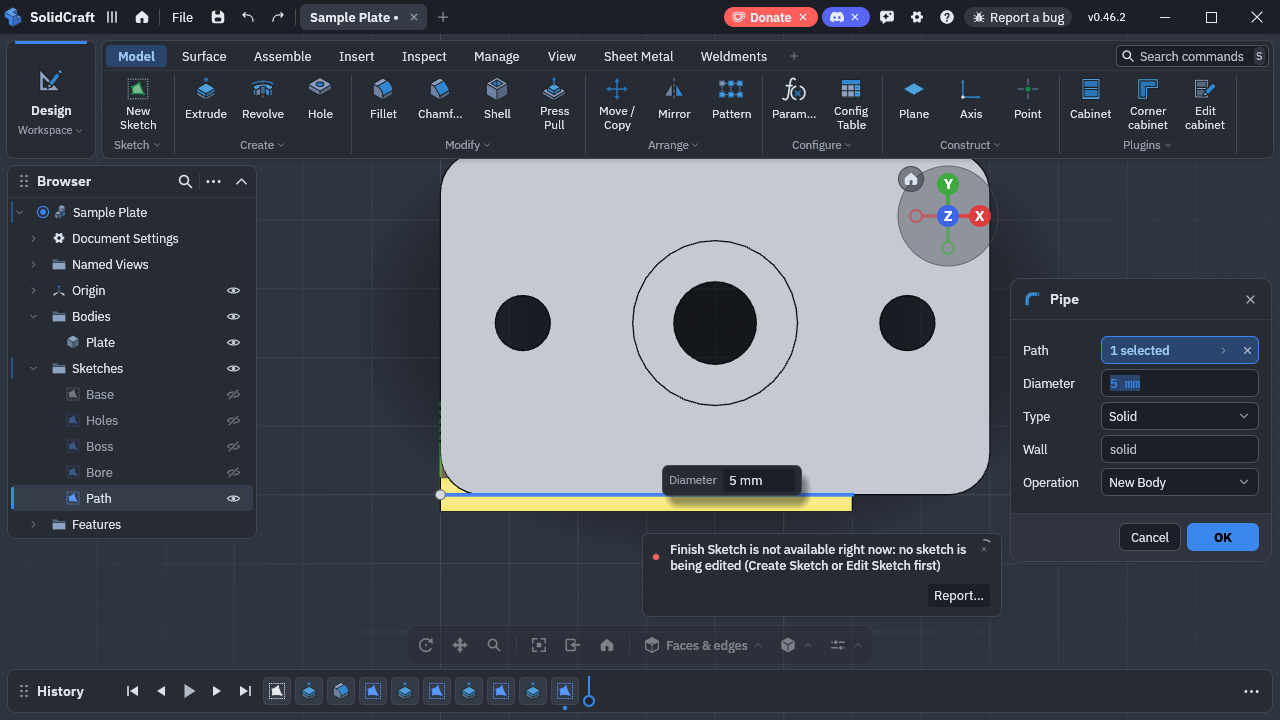 SolidCraft
File
Sample Plate •
Donate
Report a bug
v0.46.2
Design
Workspace
Model
Surface
Assemble
Insert
Inspect
Manage
View
Sheet Metal
Weldments
Search commands
S
New Sketch
Extrude
Revolve
Hole
Fillet
Chamf...
Shell
Press Pull
Move / Copy
Mirror
Pattern
Param...
Config Table
Plane
Axis
Point
Cabinet
Corner cabinet
Edit cabinet
Sketch
Create
Modify
Arrange
Configure
Construct
Plugins
Browser
Sample Plate
Document Settings
Named Views
Origin
Bodies
Plate
Sketches
Base
Holes
Boss
Bore
Path
Features
Y
Z
X
Pipe
Path
1 selected
Diameter
5 mm
Type
Solid
Wall
solid
Operation
New Body
Cancel
OK
Diameter
5 mm
Finish Sketch is not available right now: no sketch is
being edited (Create Sketch or Edit Sketch first)
Report...
Faces & edges
History